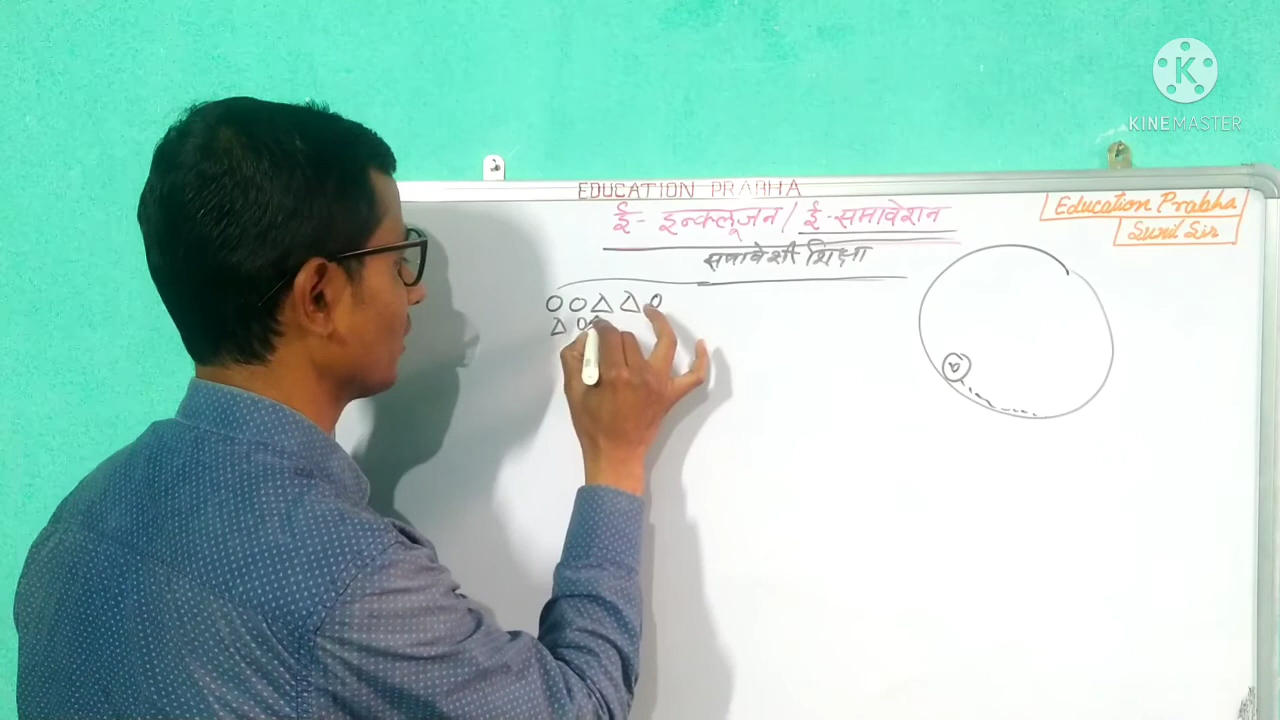 KINEMASTER
EDUCATION PRABHA
ई- इन्क्लूजन / ई-समावेशन
समावेशी शिक्षा
Education Prabha
Sunil Sir